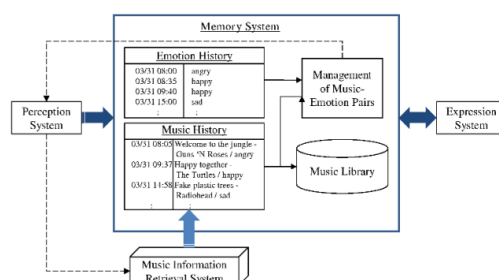 Memory System
Emotion History
03/31 08:00 angry
03/31 08:35 happy
03/31 09:40 happy
03/31 15:00 sad
: :
Music History
03/31 08:05 Welcome to the jungle -
Guns 'N Roses / angry
03/31 09:37 Happy together -
The Turtles / happy
03/31 14:58 Fake plastic trees -
Radiohead / sad
: :
Management
of Music-
Emotion Pairs
Music Library
Perception
System
Expression
System
Music Information
Retrieval System